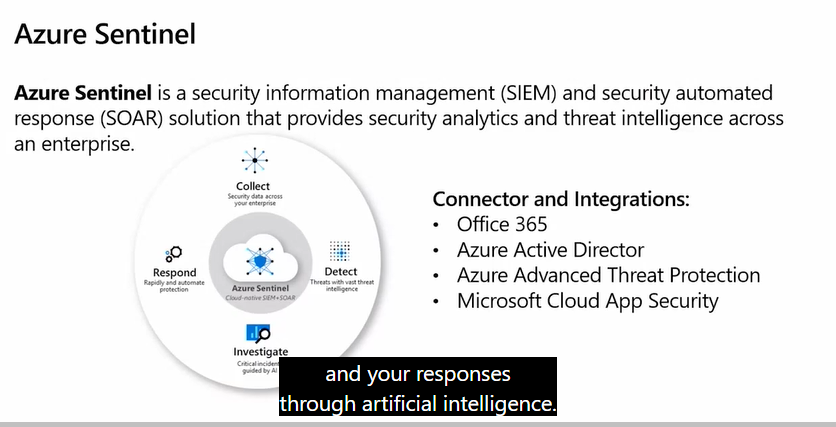 Azure Sentinel
Azure Sentinel is a security information management (SIEM) and security automated
response (SOAR) solution that provides security analytics and threat intelligence across
an enterprise.
Collect
Security data across
your enterprise
Respond
Rapidly and automate
protection
Azure Sentinel
Cloud-native SIEM+SOAR
Detect
Threats with vast threat
intelligence
Investigate
Critical incident
guided by AI
Connector and Integrations:
• Office 365
• Azure Active Director
• Azure Advanced Threat Protection
• Microsoft Cloud App Security
and your responses
through artificial intelligence.